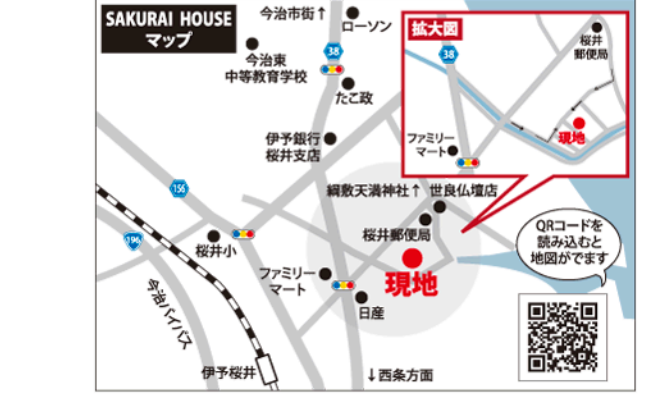 SAKURAI HOUSE
マップ
今治市街↑
ローソン
38
今治東
中等教育学校
たこ政
伊予銀行
桜井支店
拡大図
38
桜井
郵便局
ファミリー
マート
現地
156
196
綱敷天満神社↑ 世良仏壇店
桜井郵便局
桜井小
ファミリー
マート
現地
日産
今治バイパス
伊予桜井
↓西条方面
QRコードを
読み込むと
地図がでます